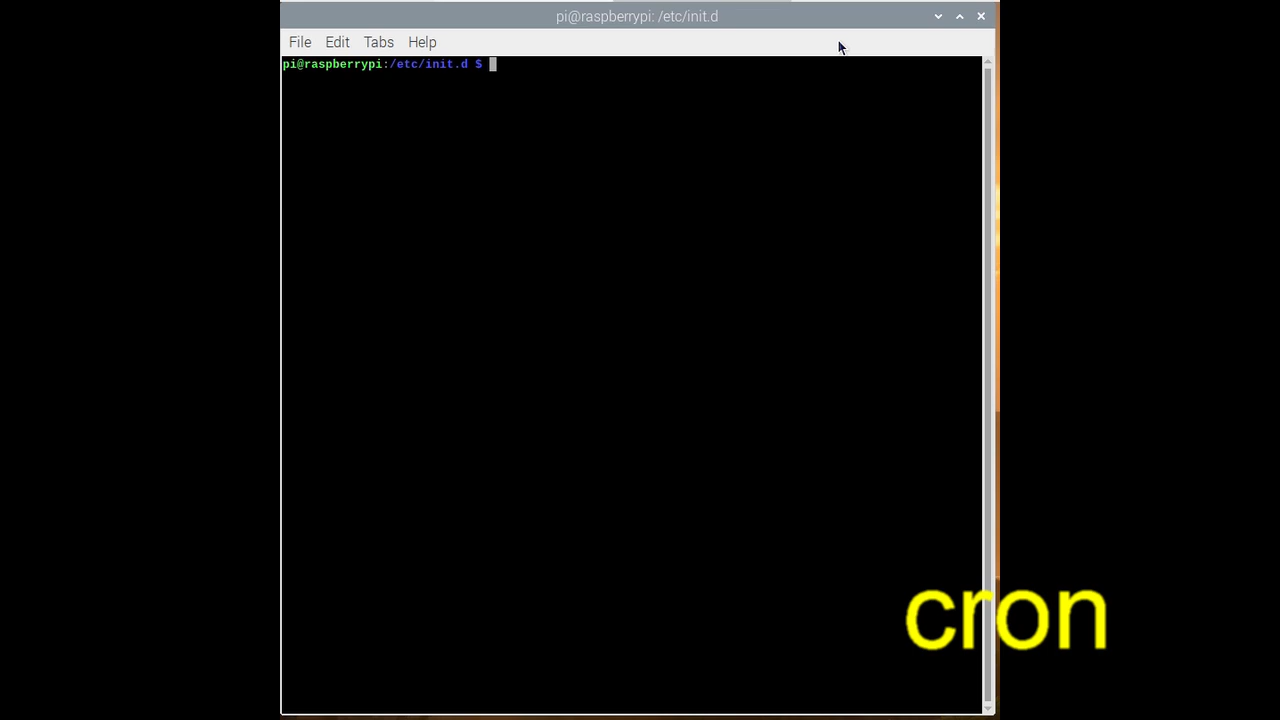 pi@raspberrypi: /etc/init.d
File Edit Tabs Help
pi@raspberrypi:/etc/init.d $
cron